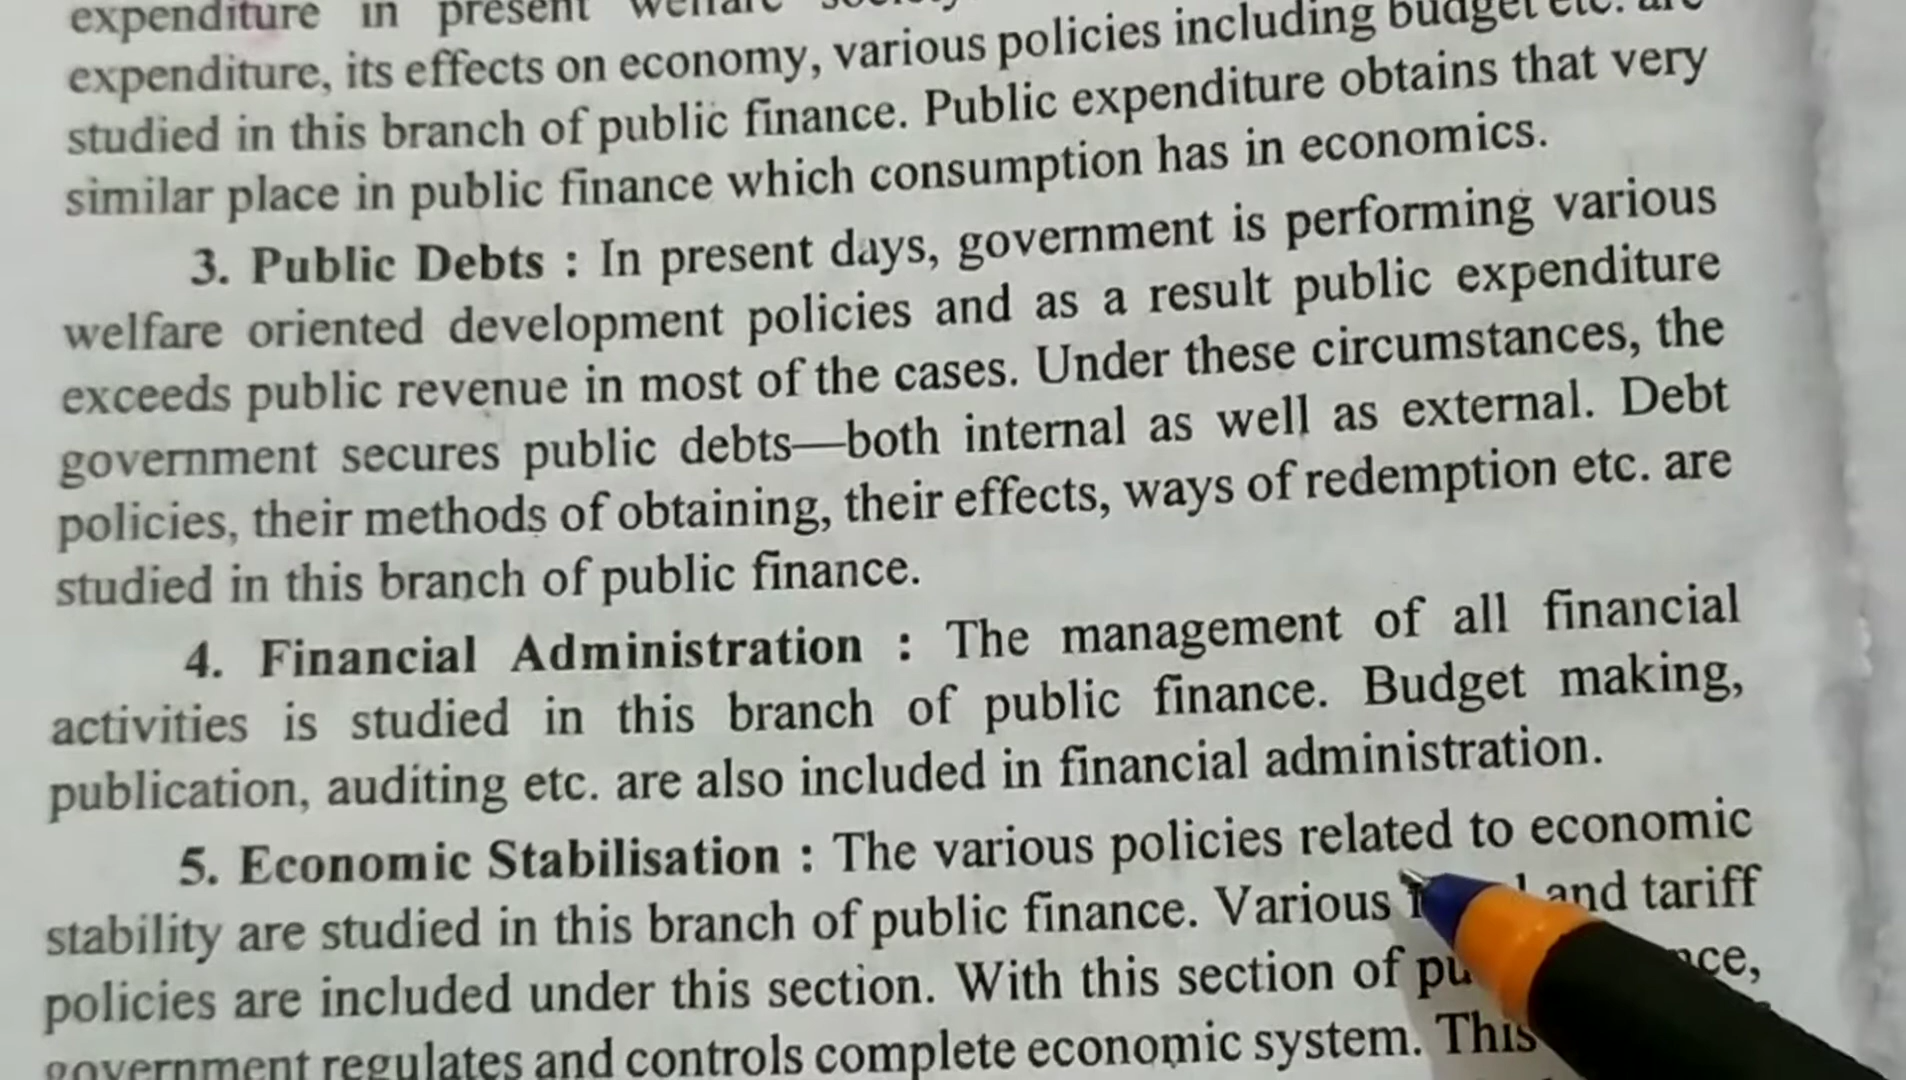 expenditure in present welfare
expenditure, its effects on economy, various policies including budget etc. are
studied in this branch of public finance. Public expenditure obtains that very
similar place in public finance which consumption has in economics.
3. Public Debts : In present days, government is performing various
welfare oriented development policies and as a result public expenditure
exceeds public revenue in most of the cases. Under these circumstances, the
government secures public debts—both internal as well as external. Debt
policies, their methods of obtaining, their effects, ways of redemption etc. are
studied in this branch of public finance.
4. Financial Administration : The management of all financial
activities is studied in this branch of public finance. Budget making,
publication, auditing etc. are also included in financial administration.
5. Economic Stabilisation : The various policies related to economic
stability are studied in this branch of public finance. Various and tariff
policies are included under this section. With this section of
government regulates and controls complete economic system. This